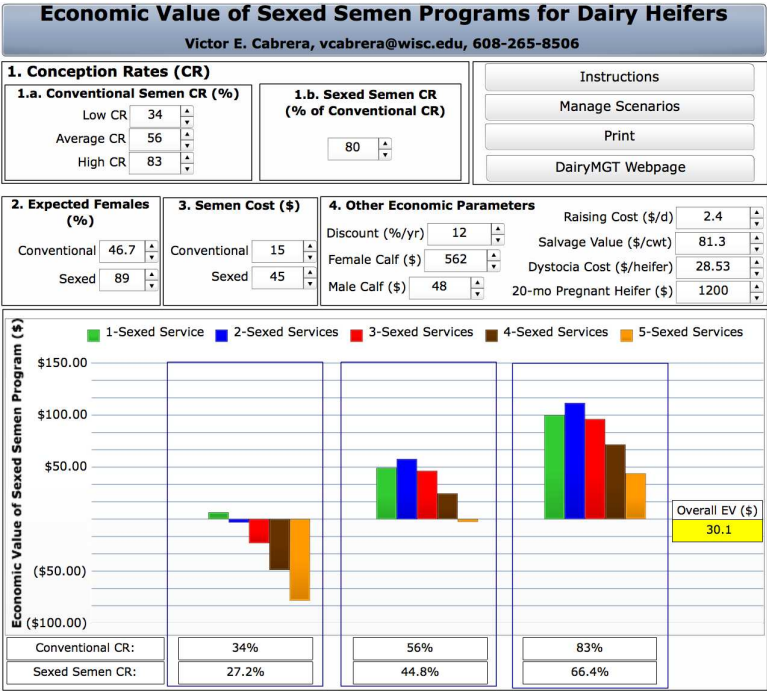 Economic Value of Sexed Semen Programs for Dairy Heifers
Victor E. Cabrera, vcabrera@wisc.edu, 608-265-8506
1. Conception Rates (CR)
1.a. Conventional Semen CR (%)
Low CR 34
Average CR 56
High CR 83
1.b. Sexed Semen CR
(% of Conventional CR)
80
Instructions
Manage Scenarios
Print
DairyMGT Webpage
2. Expected Females
(%)
Conventional 46.7
Sexed 89
3. Semen Cost ($)
Conventional 15
Sexed 45
4. Other Economic Parameters
Discount (%/yr) 12
Female Calf ($) 562
Male Calf ($) 48
Raising Cost ($/d) 2.4
Salvage Value ($/cwt) 81.3
Dystocia Cost ($/heifer) 28.53
20-mo Pregnant Heifer ($) 1200
1-Sexed Service 2-Sexed Services 3-Sexed Services 4-Sexed Services 5-Sexed Services
Economic Value of Sexed Semen Program ($)
$150.00
$100.00
$50.00
($50.00)
($100.00)
Overall EV ($)
30.1
Conventional CR: 34% 56% 83%
Sexed Semen CR: 27.2% 44.8% 66.4%